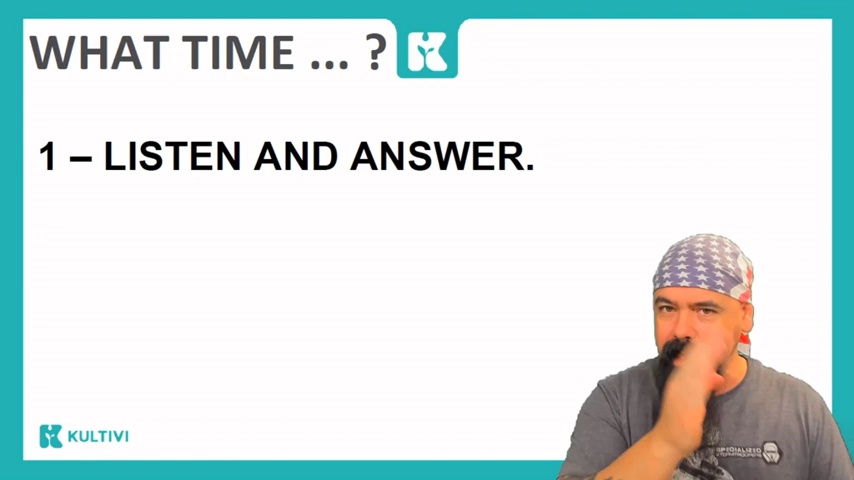 WHAT TIME ... ?
1 – LISTEN AND ANSWER.
KULTIVI